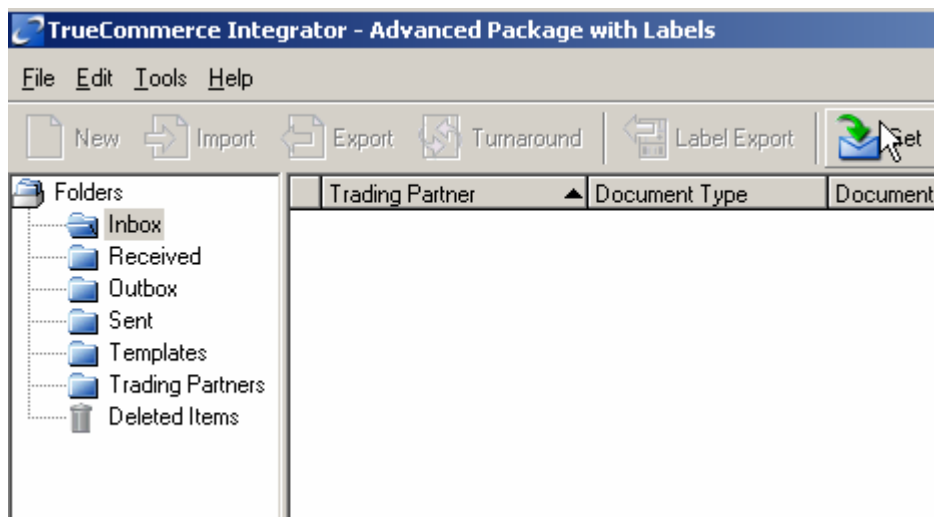 TrueCommerce Integrator - Advanced Package with Labels
File Edit Tools Help
New Import Export Turnaround Label Export Get
Folders
Trading Partner Document Type Document
Inbox
Received
Outbox
Sent
Templates
Trading Partners
Deleted Items